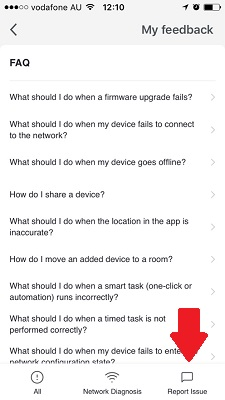 vodafone AU
12:10
My feedback
FAQ
What should I do when a firmware upgrade fails?
What should I do when my device fails to connect
to the network?
What should I do when my device goes offline?
How do I share a device?
What should I do when the location in the app is
inaccurate?
How do I move an added device to a room?
What should I do when a smart task (one-click or
automation) runs incorrectly?
What should I do when a timed task is not
performed correctly?
What should I do when my device fails to ente
network configuration state?
All
Network Diagnosis
Report Issue